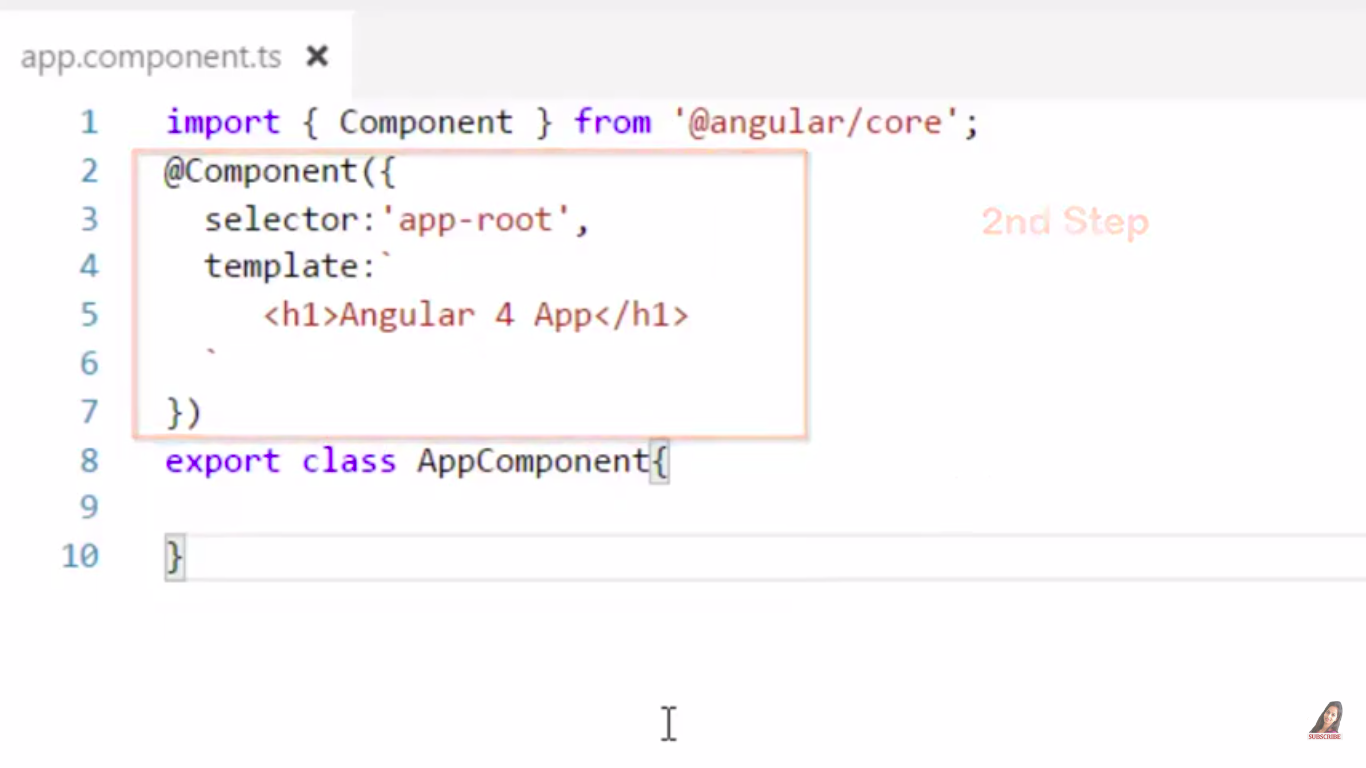 app.component.ts ×
1 import { Component } from '@angular/core';
2 @Component({
3 selector:'app-root',
2nd Step
4 template:`
5 <h1>Angular 4 App</h1>
6 `
7 })
8 export class AppComponent{
9
10 }
SUBSCRIBE